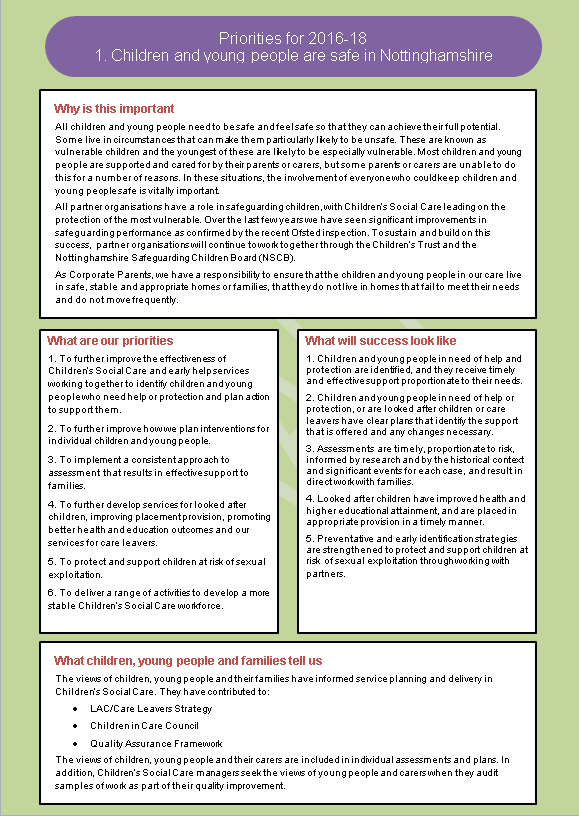 Priorities for 2016-18
1. Children and young people are safe in Nottinghamshire
Why is this important
All children and young people need to be safe and feel safe so that they can achieve their full potential.
Some live in circumstances that can make them particularly likely to be unsafe. These are known as
vulnerable children and the youngest of these are likely to be especially vulnerable. Most children and young
people are supported and cared for by their parents or carers, but some parents or carers are unable to do
this for a number of reasons. In these situations, the involvement of everyone who could keep children and
young people safe is vitally important.
All partner organisations have a role in safeguarding children, with Children's Social Care leading on the
protection of the most vulnerable. Over the last few years we have seen significant improvements in
safeguarding performance as confirmed by the recent Ofsted inspection. To sustain and build on this
success, partner organisations will continue to work together through the Children's Trust and the
Nottinghamshire Safeguarding Children Board (NSCB).
As Corporate Parents, we have a responsibility to ensure that the children and young people in our care live
in safe, stable and appropriate homes or families, that they do not live in homes that fail to meet their needs
and do not move frequently.
What are our priorities
1. To further improve the effectiveness of
Children's Social Care and early help services
working together to identify children and young
people who need help or protection and plan action
to support them.
2. To further improve how we plan interventions for
individual children and young people.
3. To implement a consistent approach to
assessment that results in effective support to
families.
4. To further develop services for looked after
children, improving placement provision, promoting
better health and education outcomes and our
services for care leavers.
5. To protect and support children at risk of sexual
exploitation.
6. To deliver a range of activities to develop a more
stable Children's Social Care workforce.
What will success look like
1. Children and young people in need of help and
protection are identified, and they receive timely
and effective support proportionate to their needs.
2. Children and young people in need of help or
protection, or are looked after children or care
leavers have clear plans that identify the support
that is offered and any changes necessary.
3. Assessments are timely, proportionate to risk,
informed by research and by the historical context
and significant events for each case, and result in
direct work with families.
4. Looked after children have improved health and
higher educational attainment, and are placed in
appropriate provision in a timely manner.
5. Preventative and early identification strategies
are strengthened to protect and support children at
risk of sexual exploitation through working with
partners.
What children, young people and families tell us
The views of children, young people and their families have informed service planning and delivery in
Children's Social Care. They have contributed to:
• LAC/Care Leavers Strategy
• Children in Care Council
• Quality Assurance Framework
The views of children, young people and their carers are included in individual assessments and plans. In
addition, Children's Social Care managers seek the views of young people and carers when they audit
samples of work as part of their quality improvement.